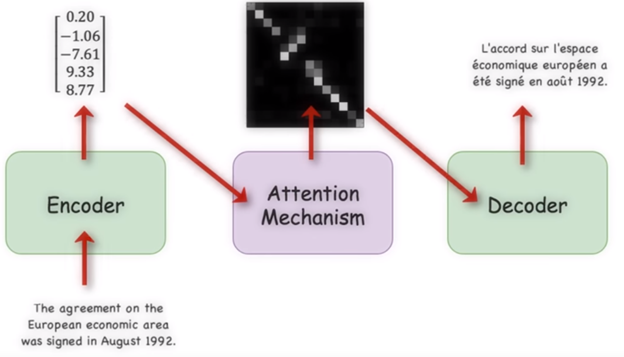 0.20
−1.06
−7.61
9.33
8.77
L'accord sur l'espace
économique européen a
été signé en août 1992.
Encoder
Attention
Mechanism
Decoder
The agreement on the
European economic area
was signed in August 1992.